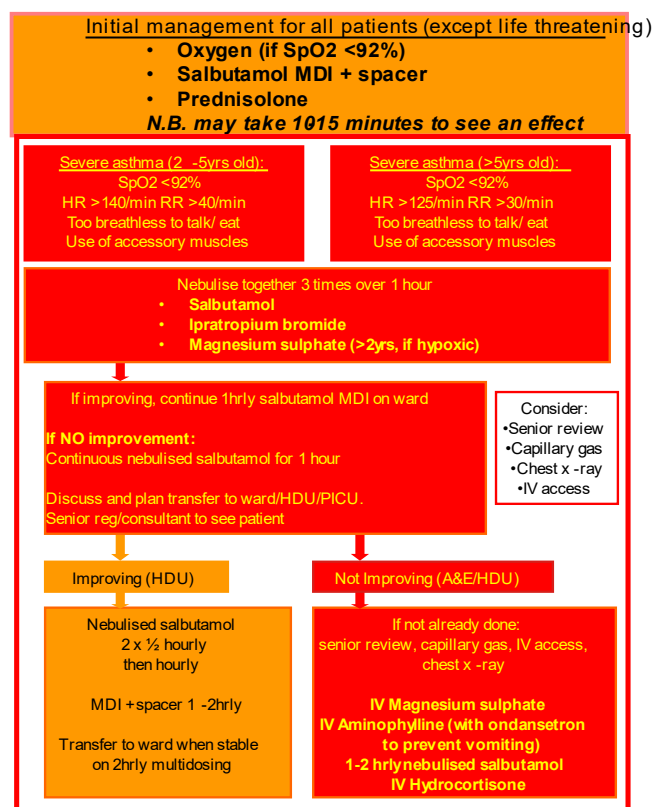 Initial management for all patients (except life threatening)
• Oxygen (if SpO2 <92%)
• Salbutamol MDI + spacer
• Prednisolone
N.B. may take 1015 minutes to see an effect
Severe asthma (2 -5yrs old):
SpO2 <92%
HR >140/min RR >40/min
Too breathless to talk/ eat
Use of accessory muscles
Severe asthma (>5yrs old):
SpO2 <92%
HR >125/min RR >30/min
Too breathless to talk/ eat
Use of accessory muscles
Nebulise together 3 times over 1 hour
• Salbutamol
• Ipratropium bromide
• Magnesium sulphate (>2yrs, if hypoxic)
If improving, continue 1hrly salbutamol MDI on ward
If NO improvement:
Continuous nebulised salbutamol for 1 hour
Discuss and plan transfer to ward/HDU/PICU.
Senior reg/consultant to see patient
Consider:
•Senior review
•Capillary gas
•Chest x -ray
•IV access
Improving (HDU)
Nebulised salbutamol
2 x ½ hourly
then hourly
MDI +spacer 1 -2hrly
Transfer to ward when stable
on 2hrly multidosing
Not Improving (A&E/HDU)
If not already done:
senior review, capillary gas, IV access,
chest x -ray
IV Magnesium sulphate
IV Aminophylline (with ondansetron
to prevent vomiting)
1-2 hrlynebulised salbutamol
IV Hydrocortisone